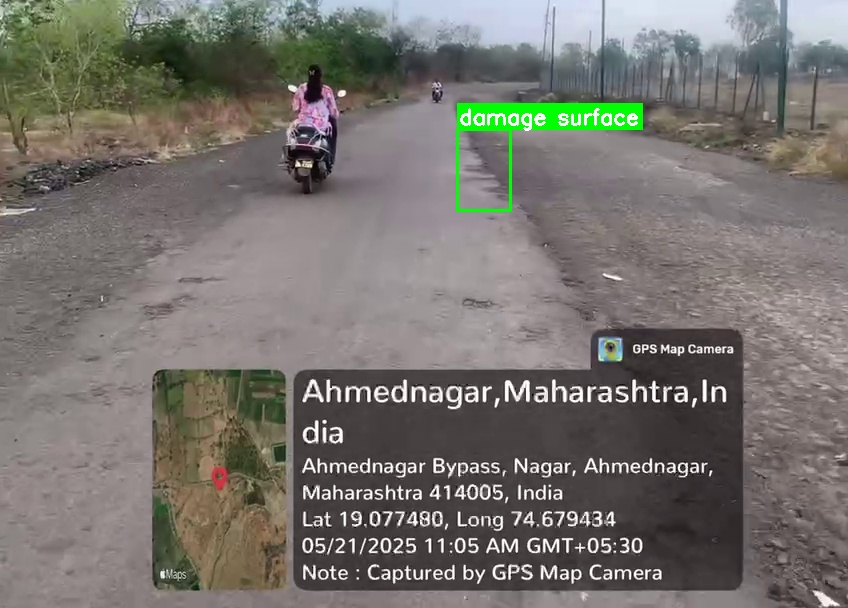 damage surface
GPS Map Camera
Ahmednagar,Maharashtra,In
dia
Ahmednagar Bypass, Nagar, Ahmednagar,
Maharashtra 414005, India
Lat 19.077480, Long 74.679434
05/21/2025 11:05 AM GMT+05:30
Note : Captured by GPS Map Camera
Maps